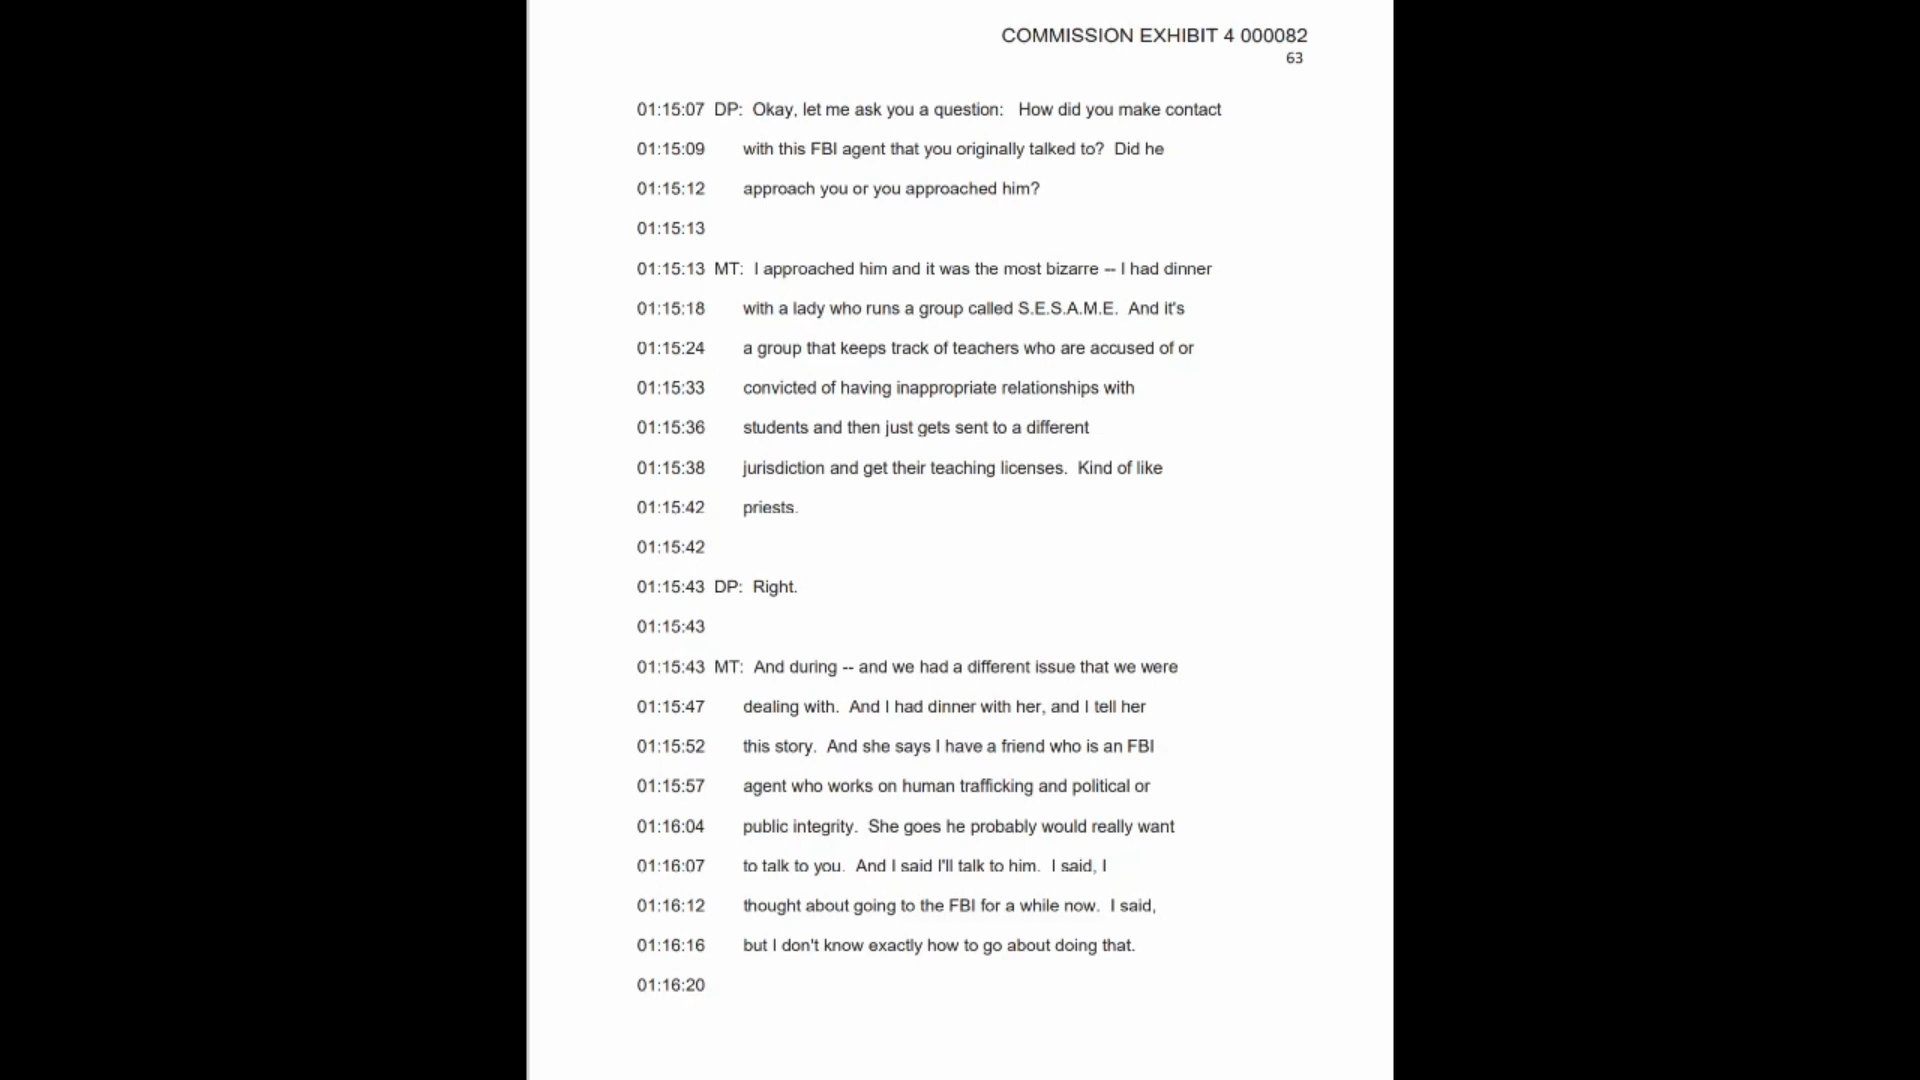 COMMISSION EXHIBIT 4 000082
63
01:15:07 DP: Okay, let me ask you a question: How did you make contact
01:15:09 with this FBI agent that you originally talked to? Did he
01:15:12 approach you or you approached him?
01:15:13
01:15:13 MT: I approached him and it was the most bizarre -- I had dinner
01:15:18 with a lady who runs a group called S.E.S.A.M.E. And it's
01:15:24 a group that keeps track of teachers who are accused of or
01:15:33 convicted of having inappropriate relationships with
01:15:36 students and then just gets sent to a different
01:15:38 jurisdiction and get their teaching licenses. Kind of like
01:15:42 priests.
01:15:42
01:15:43 DP: Right.
01:15:43
01:15:43 MT: And during -- and we had a different issue that we were
01:15:47 dealing with. And I had dinner with her, and I tell her
01:15:52 this story. And she says I have a friend who is an FBI
01:15:57 agent who works on human trafficking and political or
01:16:04 public integrity. She goes he probably would really want
01:16:07 to talk to you. And I said I'll talk to him. I said, I
01:16:12 thought about going to the FBI for a while now. I said,
01:16:16 but I don't know exactly how to go about doing that.
01:16:20